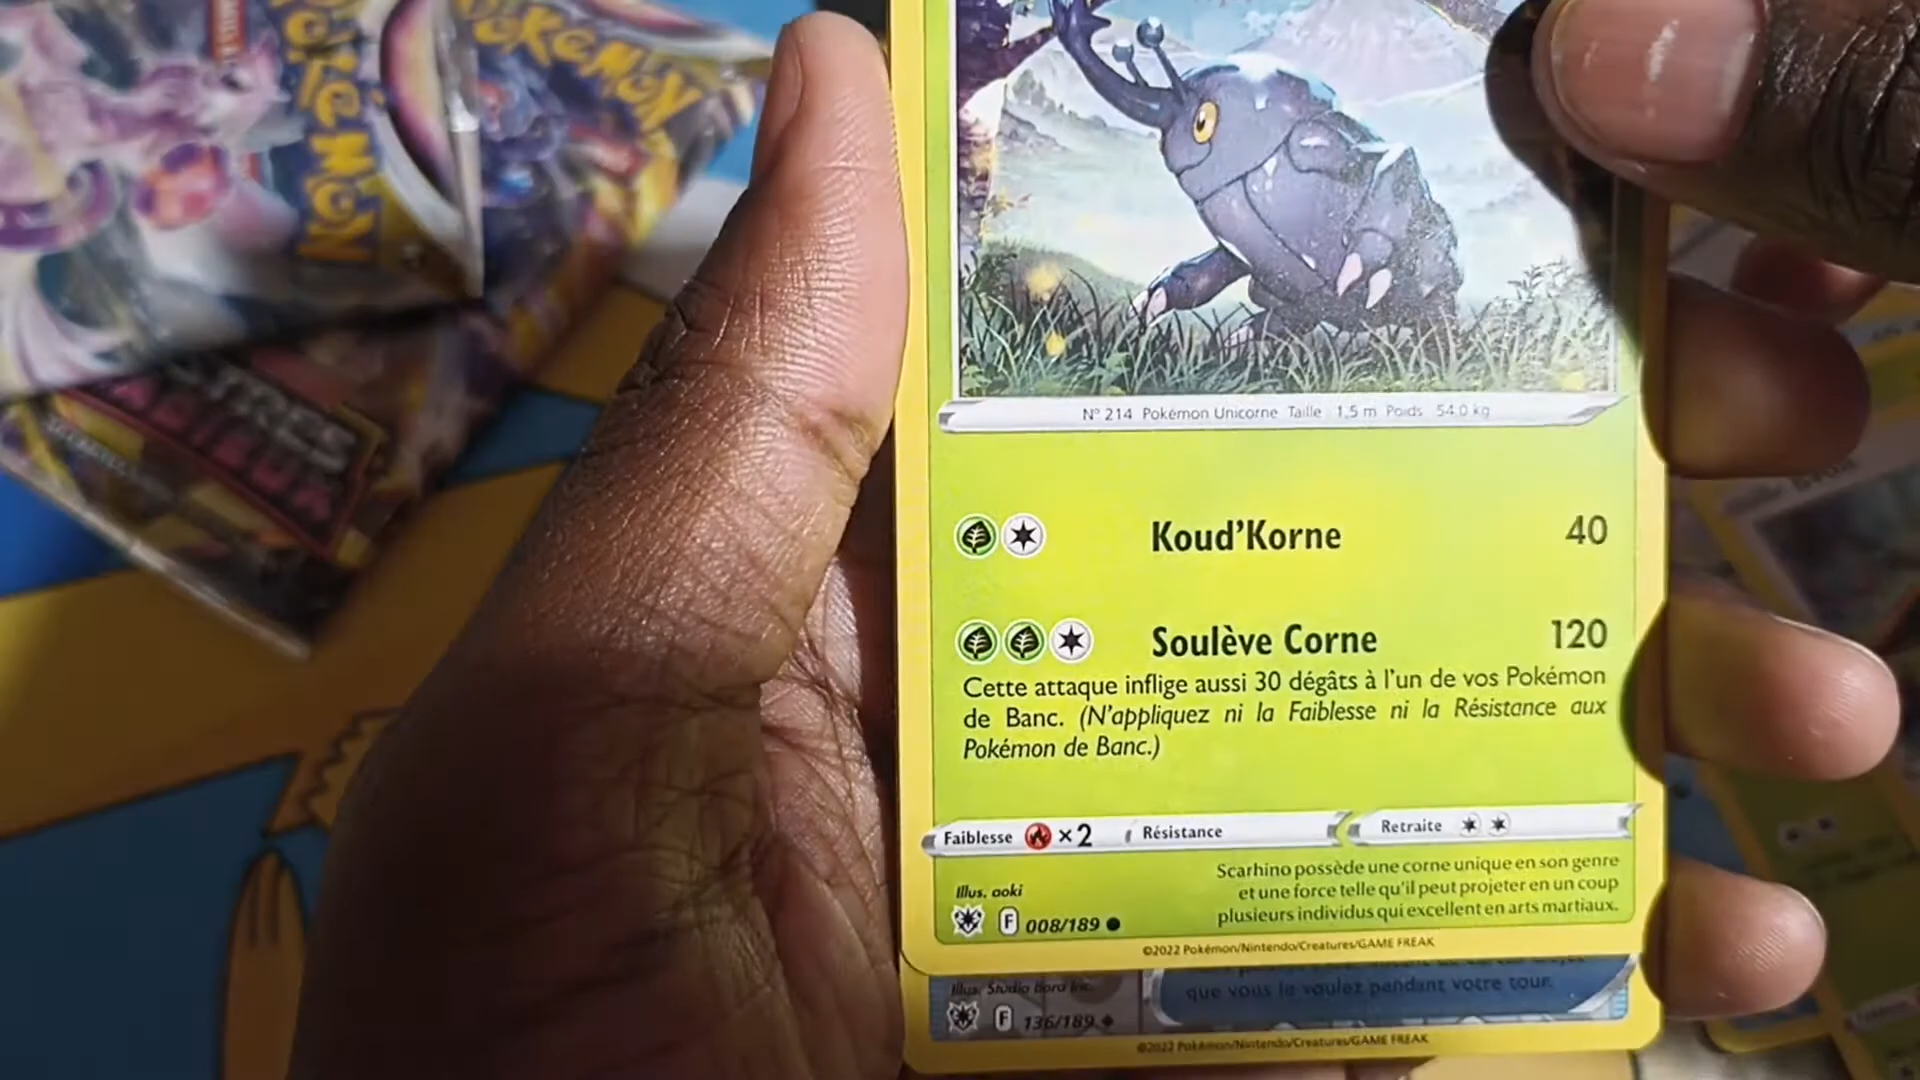 POKÉMON
POKÉMON
N° 214 Pokémon Unicorne Taille : 1,5 m Poids : 54,0 kg
Koud'Korne 40
Soulève Corne 120
Cette attaque inflige aussi 30 dégâts à l'un de vos Pokémon
de Banc. (N'appliquez ni la Faiblesse ni la Résistance aux
Pokémon de Banc.)
Faiblesse ×2 Résistance Retraite
Scarhino possède une corne unique en son genre
et une force telle qu'il peut projeter en un coup
plusieurs individus qui excellent en arts martiaux.
Illus. aoki
F 008/189
©2022 Pokémon/Nintendo/Creatures/GAME FREAK
que vous le voulez pendant votre tour.
Illus. Studio Bora Inc.
F 136/189
©2022 Pokémon/Nintendo/Creatures/GAME FREAK